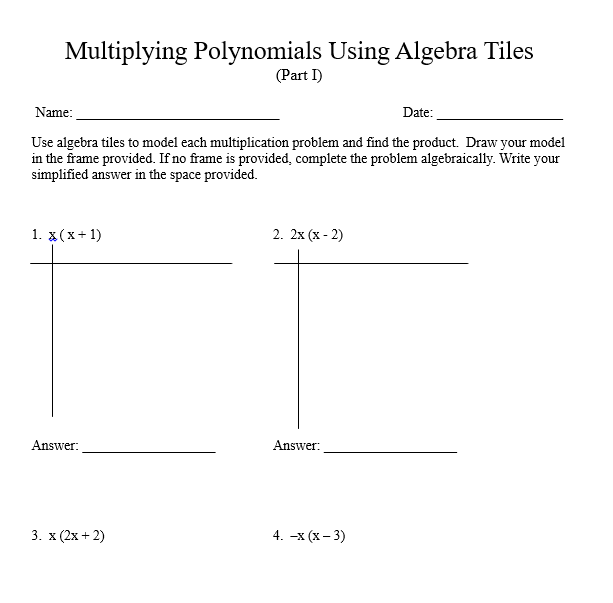 Multiplying Polynomials Using Algebra Tiles
(Part I)
Name: ____________________________ Date: __________________
Use algebra tiles to model each multiplication problem and find the product.  Draw your model
in the frame provided. If no frame is provided, complete the problem algebraically. Write your
simplified answer in the space provided.
1.  x ( x + 1) 2.  2x (x - 2)
Answer: ___________________ Answer: ___________________
3.  x (2x + 2) 4.  –x (x – 3)